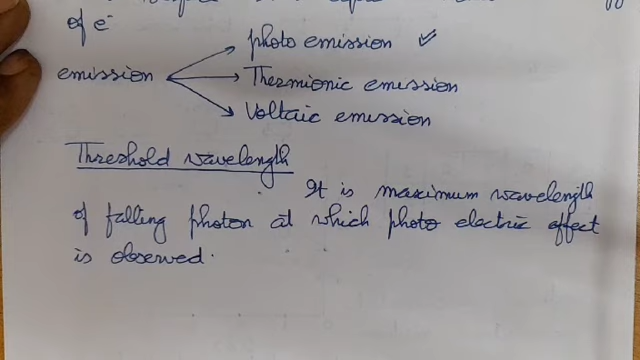 of e⁻
photo emission ✓
emission
Thermionic emission
Voltaic emission
Threshold wavelength
It is maximum wavelength
of falling photon at which photo electric effect
is observed.